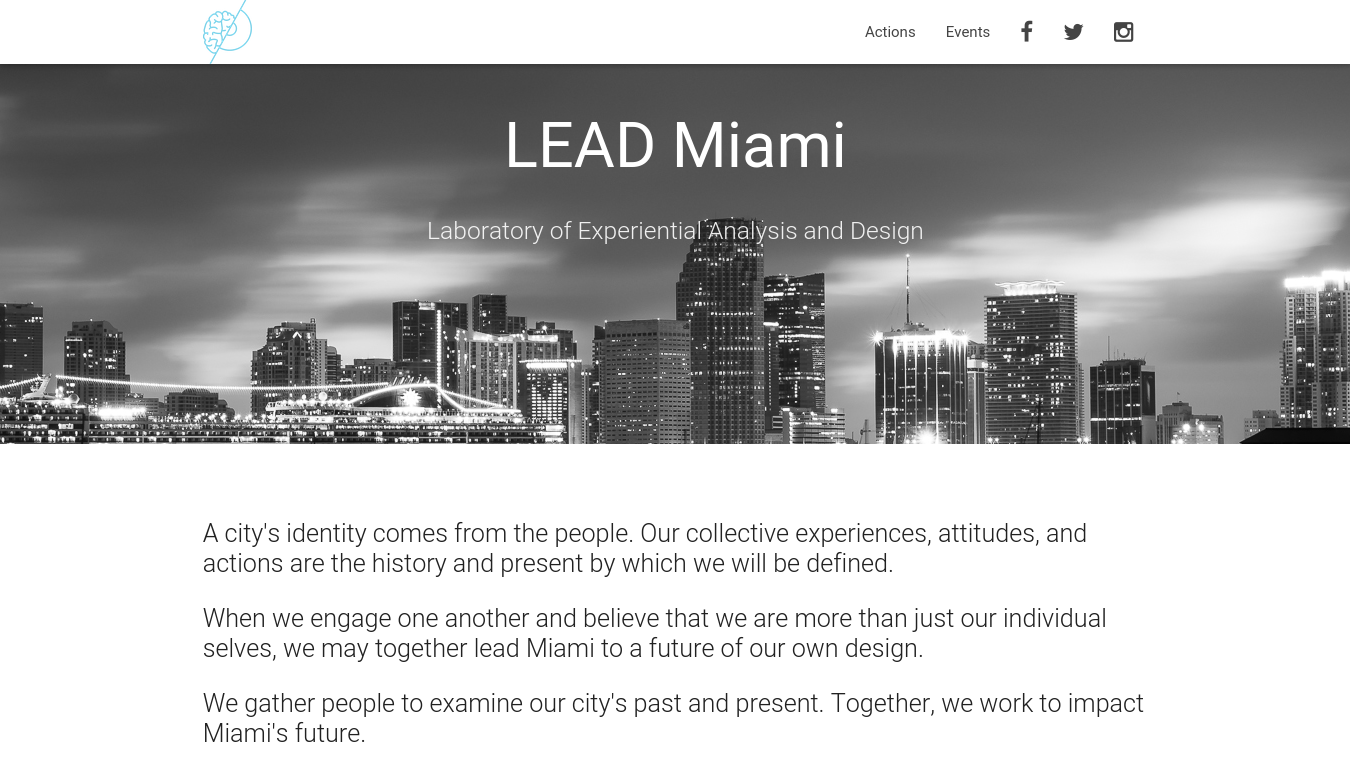 Actions Events
LEAD Miami
Laboratory of Experiential Analysis and Design
A city's identity comes from the people. Our collective experiences, attitudes, and
actions are the history and present by which we will be defined.
When we engage one another and believe that we are more than just our individual
selves, we may together lead Miami to a future of our own design.
We gather people to examine our city's past and present. Together, we work to impact
Miami's future.